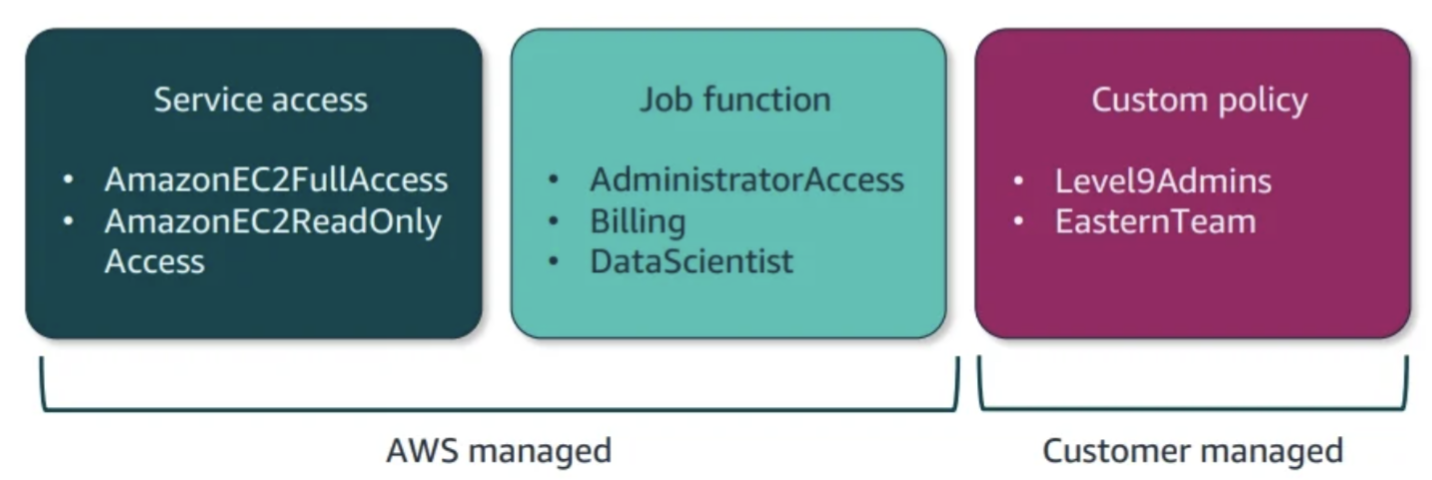 Service access
• AmazonEC2FullAccess
• AmazonEC2ReadOnly
Access
Job function
• AdministratorAccess
• Billing
• DataScientist
Custom policy
• Level9Admins
• EasternTeam
AWS managed
Customer managed